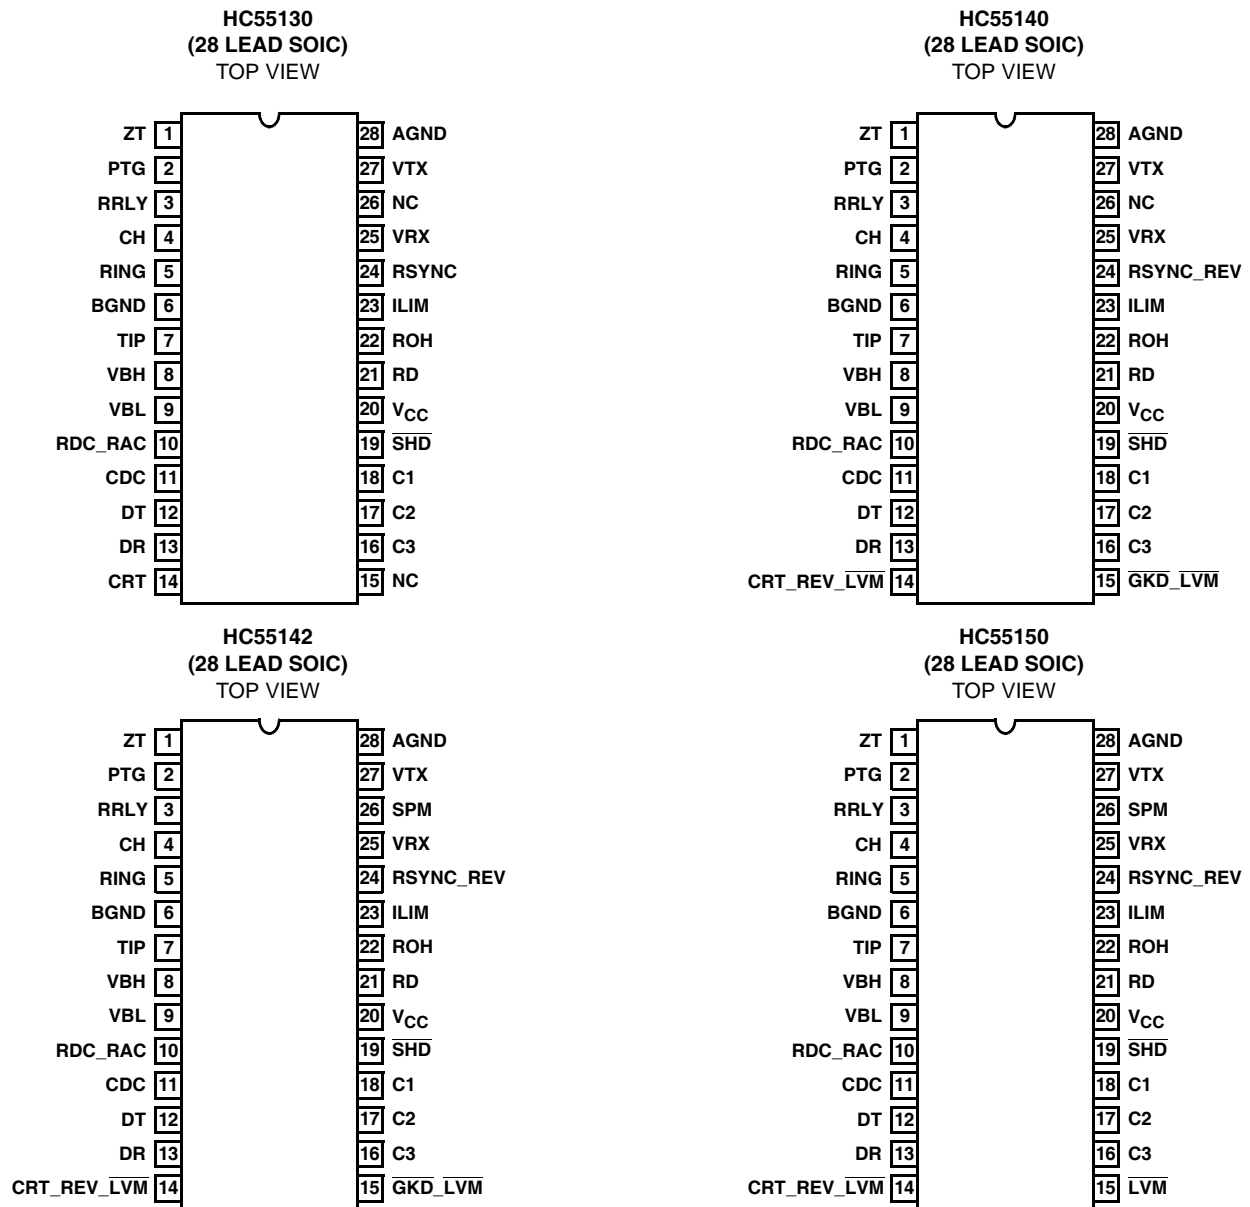 HC55130
(28 LEAD SOIC)
TOP VIEW
ZT 1 28 AGND
PTG 2 27 VTX
RRLY 3 26 NC
CH 4 25 VRX
RING 5 24 RSYNC
BGND 6 23 ILIM
TIP 7 22 ROH
VBH 8 21 RD
VBL 9 20 VCC
RDC_RAC 10 19 SHD
CDC 11 18 C1
DT 12 17 C2
DR 13 16 C3
CRT 14 15 NC
HC55140
(28 LEAD SOIC)
TOP VIEW
ZT 1 28 AGND
PTG 2 27 VTX
RRLY 3 26 NC
CH 4 25 VRX
RING 5 24 RSYNC_REV
BGND 6 23 ILIM
TIP 7 22 ROH
VBH 8 21 RD
VBL 9 20 VCC
RDC_RAC 10 19 SHD
CDC 11 18 C1
DT 12 17 C2
DR 13 16 C3
CRT_REV_LVM 14 15 GKD_LVM
HC55142
(28 LEAD SOIC)
TOP VIEW
ZT 1 28 AGND
PTG 2 27 VTX
RRLY 3 26 SPM
CH 4 25 VRX
RING 5 24 RSYNC_REV
BGND 6 23 ILIM
TIP 7 22 ROH
VBH 8 21 RD
VBL 9 20 VCC
RDC_RAC 10 19 SHD
CDC 11 18 C1
DT 12 17 C2
DR 13 16 C3
CRT_REV_LVM 14 15 GKD_LVM
HC55150
(28 LEAD SOIC)
TOP VIEW
ZT 1 28 AGND
PTG 2 27 VTX
RRLY 3 26 SPM
CH 4 25 VRX
RING 5 24 RSYNC_REV
BGND 6 23 ILIM
TIP 7 22 ROH
VBH 8 21 RD
VBL 9 20 VCC
RDC_RAC 10 19 SHD
CDC 11 18 C1
DT 12 17 C2
DR 13 16 C3
CRT_REV_LVM 14 15 LVM